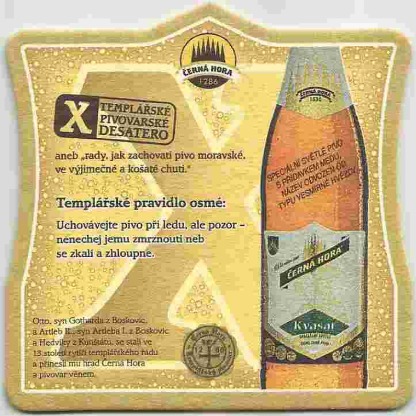 ČERNÁ HORA
1286
X
TEMPLÁŘSKÉ
PIVOVARSKÉ
DESATERO
aneb „rady, jak zachovati pivo moravské,
ve výjimečné a košaté chuti."
Templářské pravidlo osmé:
Uchovávejte pivo při ledu, ale pozor –
nenechej jemu zmrznouti neb
se zkalí a zhloupne.
Otto, syn Gotharda z Boskovic,
a Artleb II., syn Artleba I. z Boskovic
a Hedviky z Kunštátu, se stali ve
13 století rytíři templářského řádu
a přinesli mu hrad Černá Hora
a pivovar věnem.
ČERNÁ HORA
SPECIÁLNÍ SVĚTLÉ PIVO
S PŘÍDAVKEM MEDU,
NÁZEV ODVOZEN OD
TYPU VESMÍRNÉ HVĚZDY
ČERNÁ HORA
Kvasar